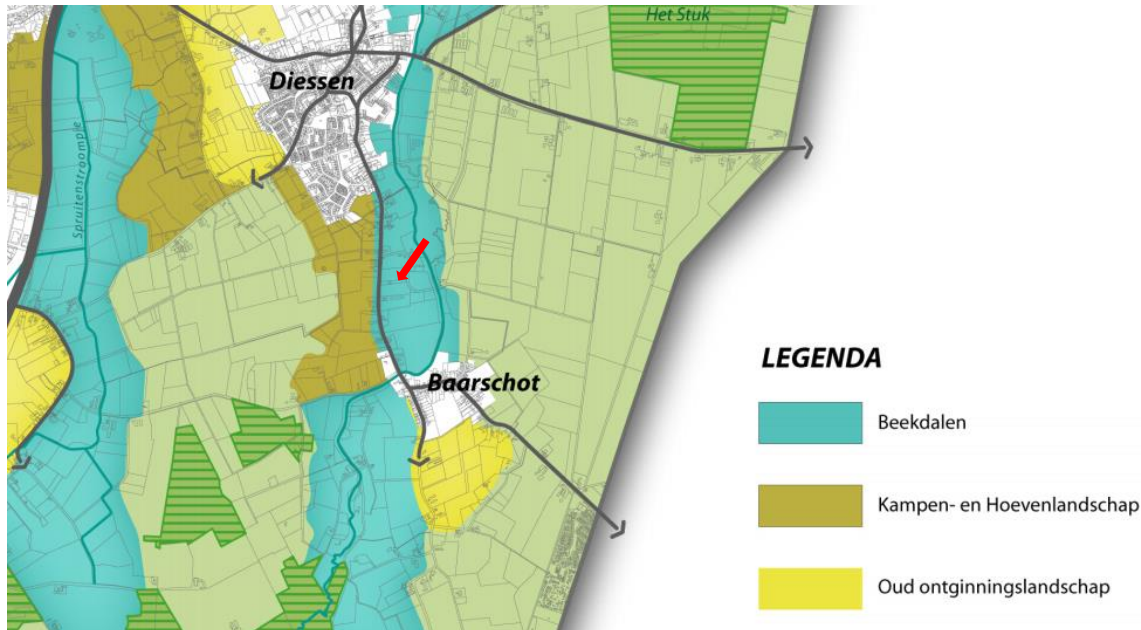 Het Stuk
Diessen
Spruitenstroompje
Baarschot
LEGENDA
Beekdalen
Kampen- en Hoevenlandschap
Oud ontginningslandschap